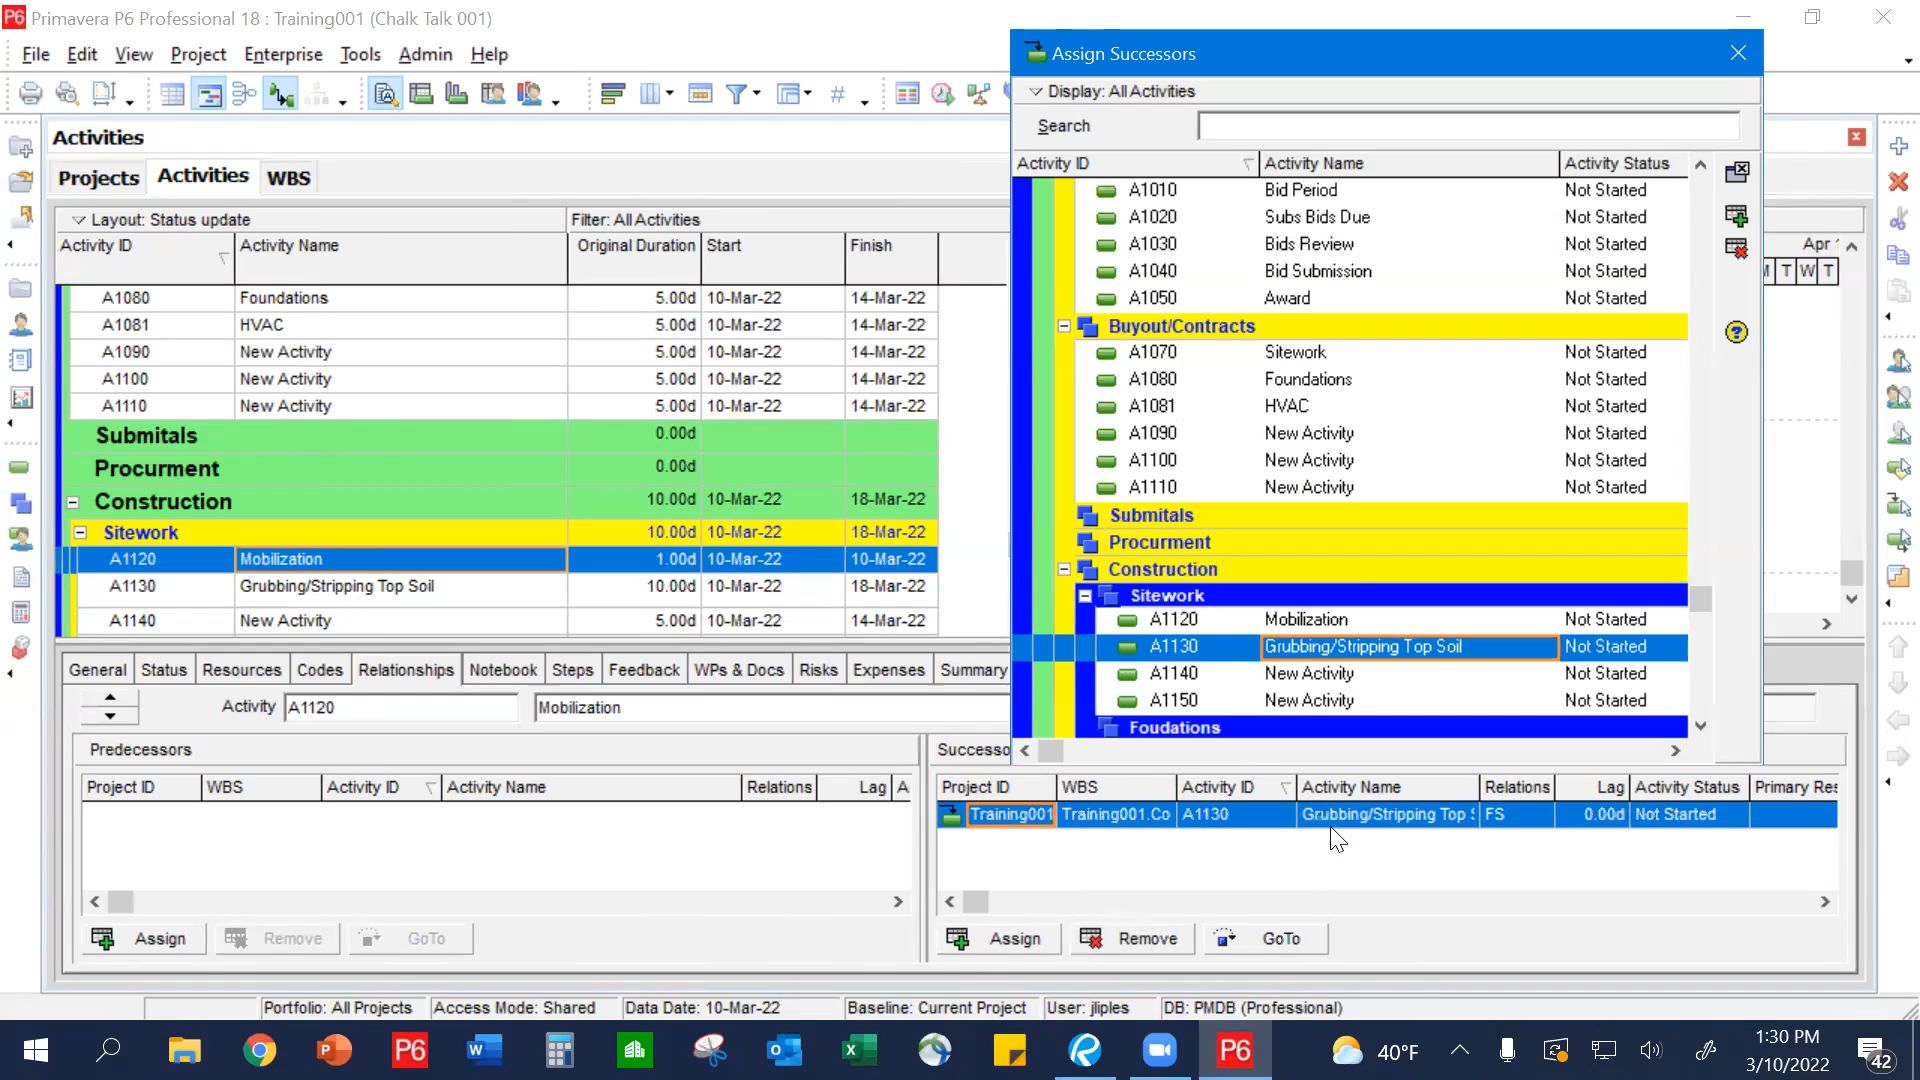 P6 Primavera P6 Professional 18 : Training001 (Chalk Talk 001)
File Edit View Project Enterprise Tools Admin Help
Activities
Projects Activities WBS
Layout: Status update Filter: All Activities
Activity ID Activity Name Original Duration Start Finish
A1080 Foundations 5.00d 10-Mar-22 14-Mar-22
A1081 HVAC 5.00d 10-Mar-22 14-Mar-22
A1090 New Activity 5.00d 10-Mar-22 14-Mar-22
A1100 New Activity 5.00d 10-Mar-22 14-Mar-22
A1110 New Activity 5.00d 10-Mar-22 14-Mar-22
Submitals 0.00d
Procurment 0.00d
Construction 10.00d 10-Mar-22 18-Mar-22
Sitework 10.00d 10-Mar-22 18-Mar-22
A1120 Mobilization 1.00d 10-Mar-22 10-Mar-22
A1130 Grubbing/Stripping Top Soil 10.00d 10-Mar-22 18-Mar-22
A1140 New Activity 5.00d 10-Mar-22 14-Mar-22
Apr
T W T
Assign Successors
Display: All Activities
Search
Activity ID Activity Name Activity Status
A1010 Bid Period Not Started
A1020 Subs Bids Due Not Started
A1030 Bids Review Not Started
A1040 Bid Submission Not Started
A1050 Award Not Started
Buyout/Contracts
A1070 Sitework Not Started
A1080 Foundations Not Started
A1081 HVAC Not Started
A1090 New Activity Not Started
A1100 New Activity Not Started
A1110 New Activity Not Started
Submitals
Procurment
Construction
Sitework
A1120 Mobilization Not Started
A1130 Grubbing/Stripping Top Soil Not Started
A1140 New Activity Not Started
A1150 New Activity Not Started
Foudations
General Status Resources Codes Relationships Notebook Steps Feedback WPs & Docs Risks Expenses Summary
Activity A1120 Mobilization
Predecessors
Project ID WBS Activity ID Activity Name Relations Lag A
Assign Remove GoTo
Successo
Project ID WBS Activity ID Activity Name Relations Lag Activity Status Primary Res
Training001 Training001.Co A1130 Grubbing/Stripping Top S FS 0.00d Not Started
Assign Remove GoTo
Portfolio: All Projects Access Mode: Shared Data Date: 10-Mar-22 Baseline: Current Project User: jliples DB: PMDB (Professional)
40°F
1:30 PM
3/10/2022
42